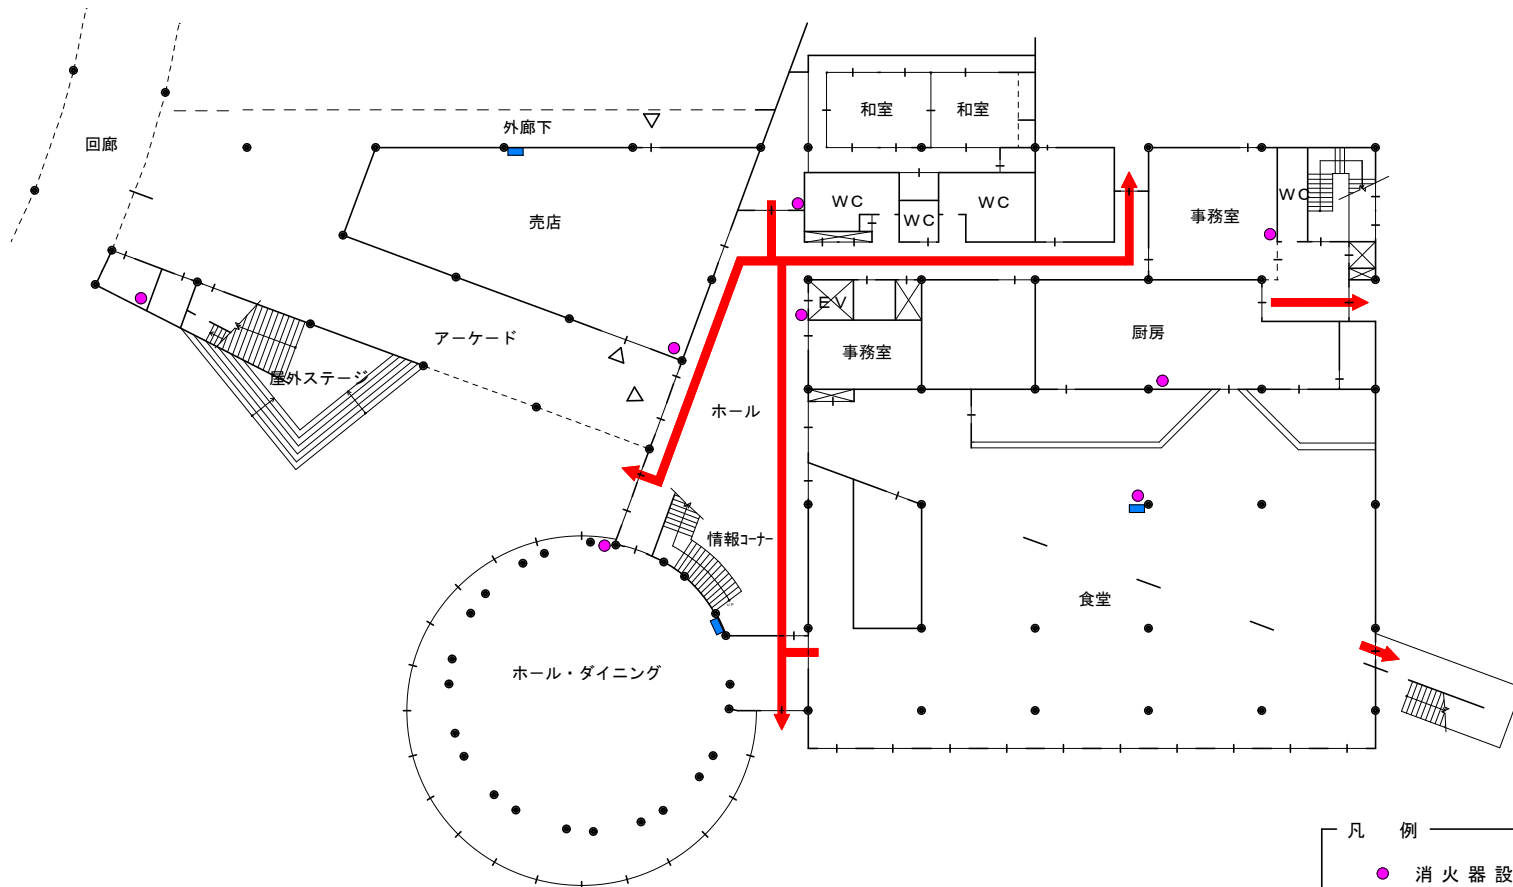 和室
和室
外廊下
回廊
WC
WC
WC
WC
売店
事務室
EV
アーケード
厨房
事務室
屋外ステージ
ホール
情報コーナー
食堂
ホール・ダイニング
凡 例
消火器設